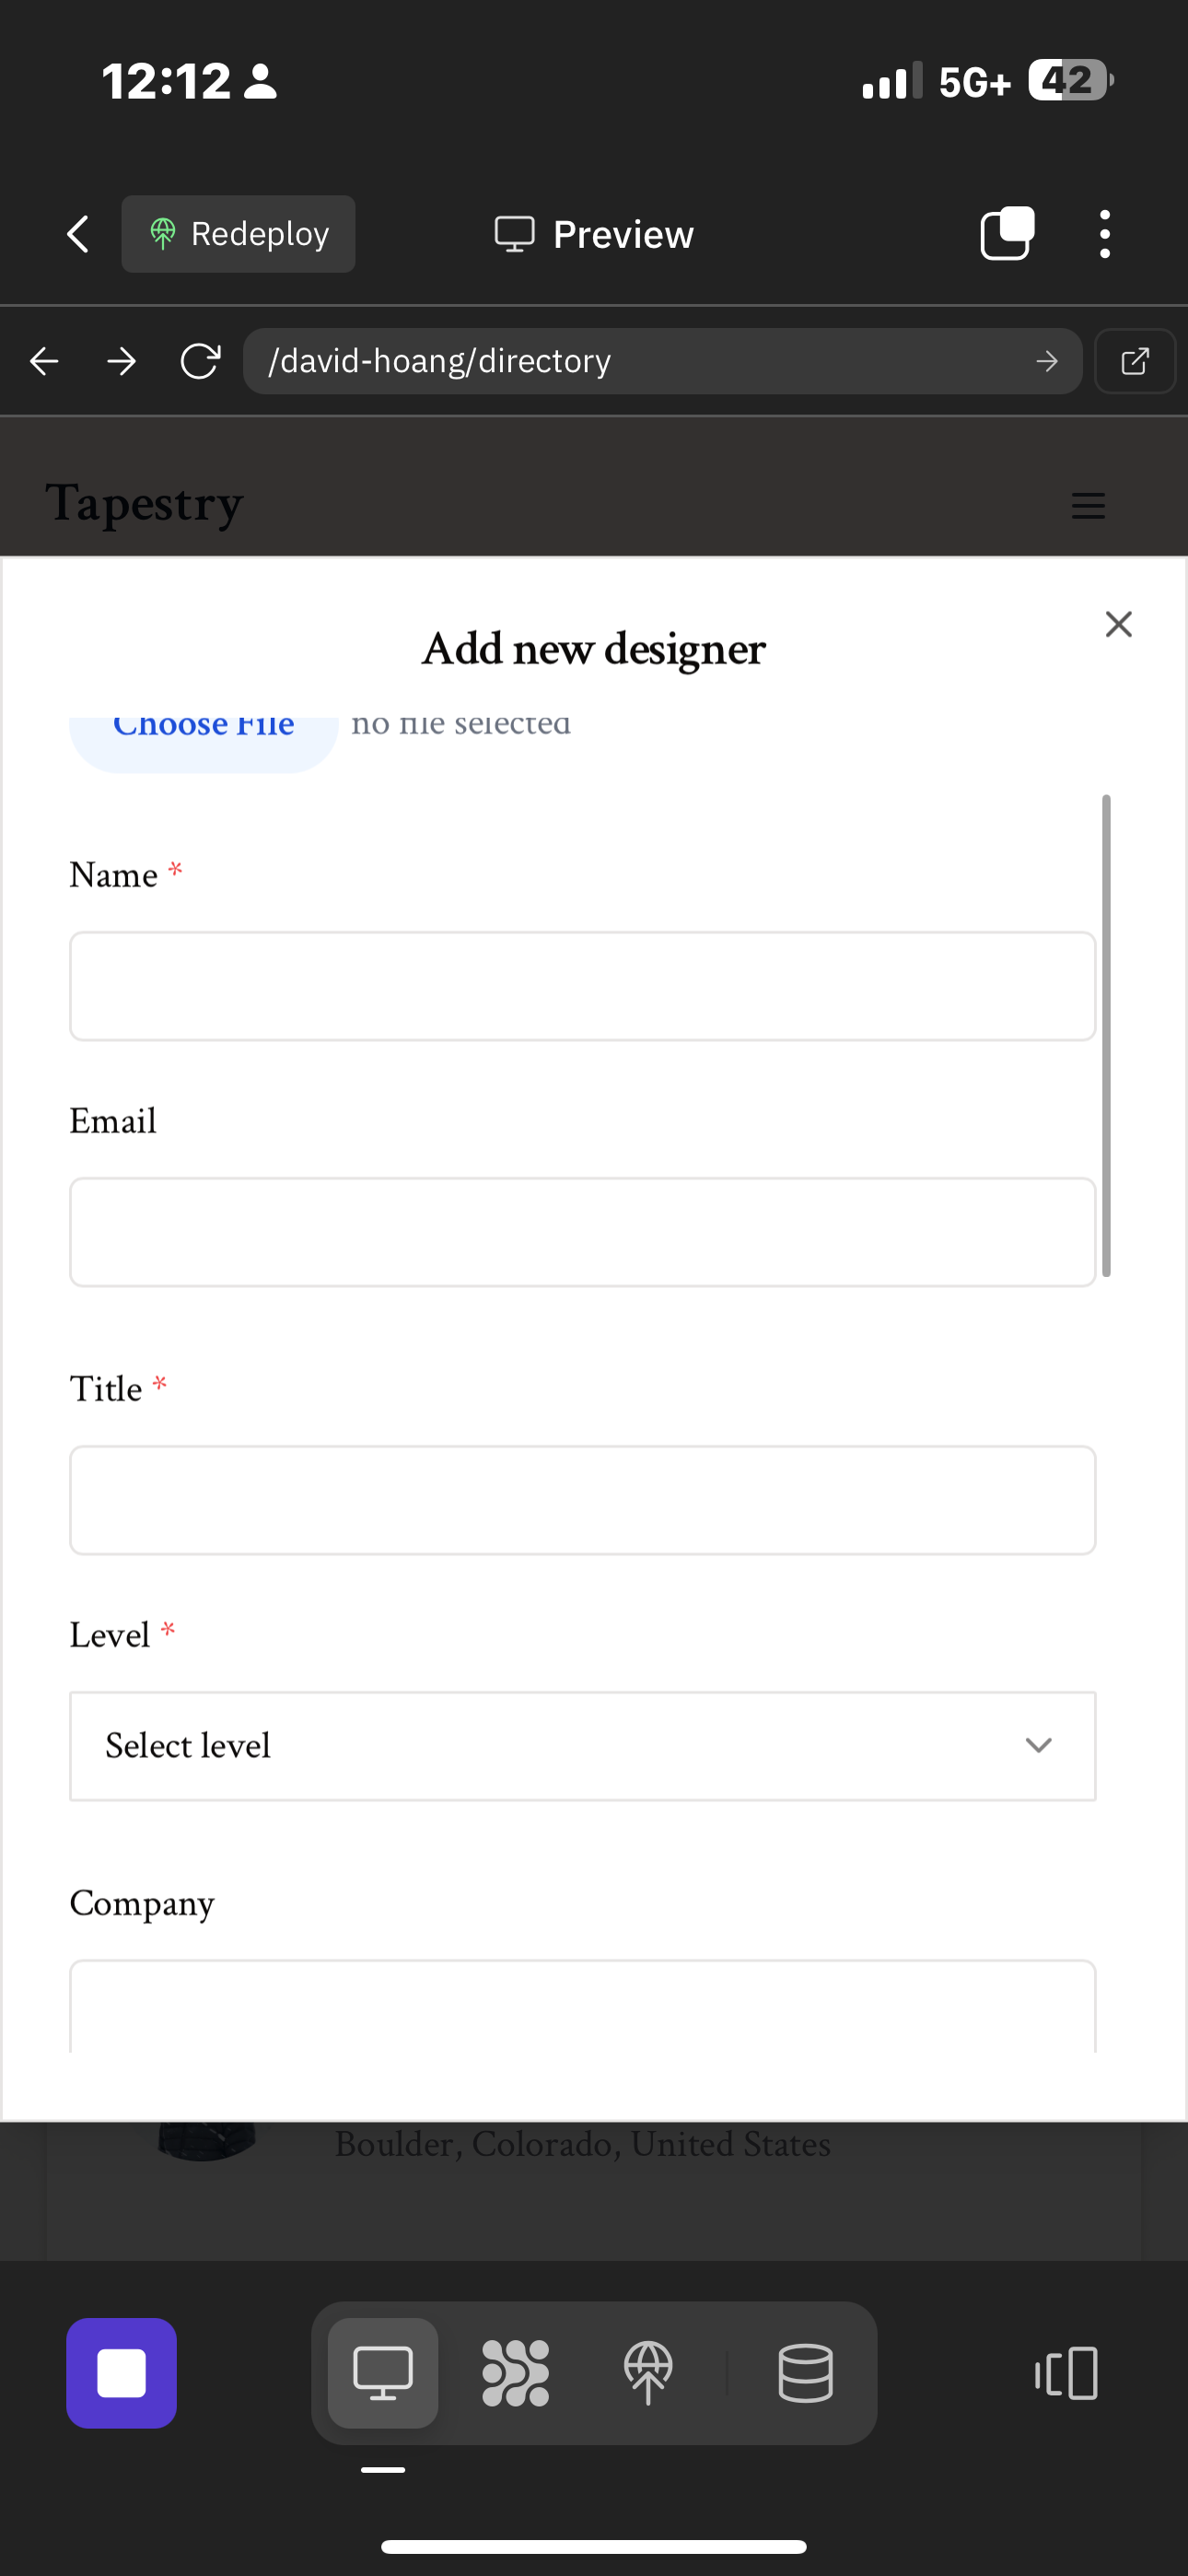 12:12 5G+ 42
Redeploy Preview
/david-hoang/directory
Tapestry
Add new designer
Choose File no file selected
Name *
Email
Title *
Level *
Select level
Company
Boulder, Colorado, United States